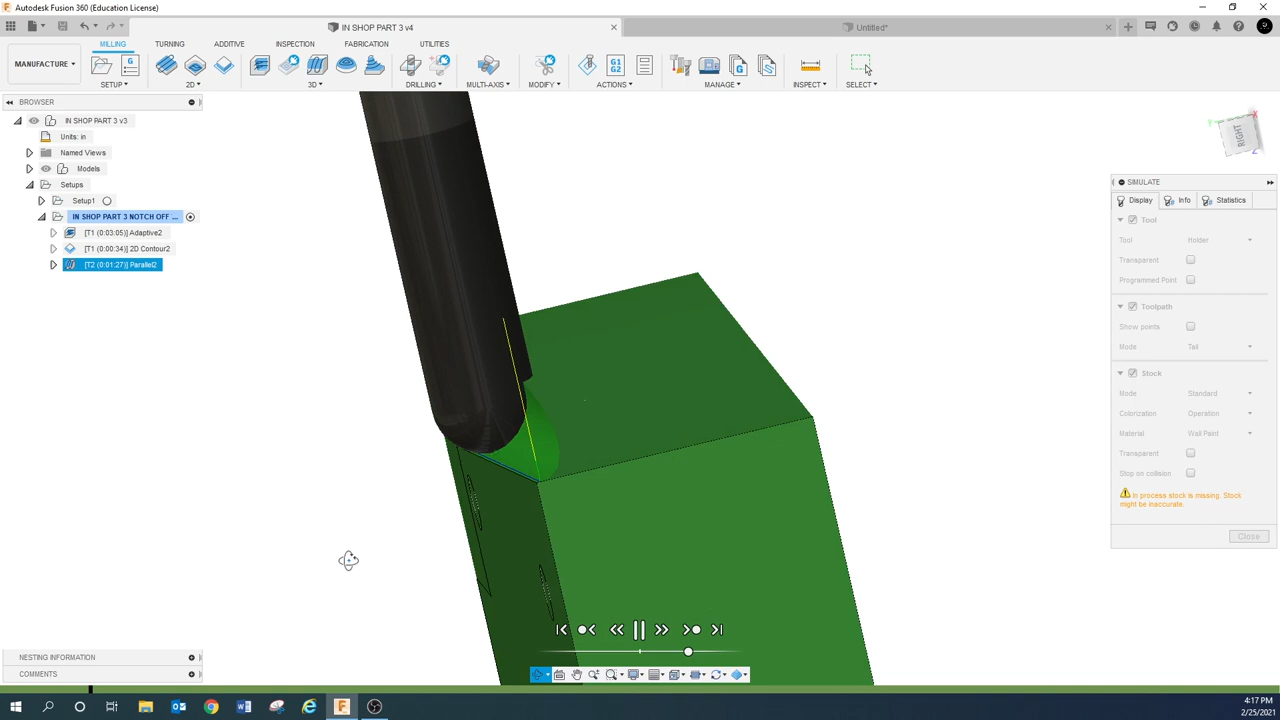 Autodesk Fusion 360 (Education License)
IN SHOP PART 3 v4
Untitled*
MANUFACTURE
MILLING
TURNING
ADDITIVE
INSPECTION
FABRICATION
UTILITIES
G1
G2
G
G
SETUP
2D
3D
DRILLING
MULTI-AXIS
MODIFY
ACTIONS
MANAGE
INSPECT
SELECT
BROWSER
IN SHOP PART 3 v3
Units: in
Named Views
Models
Setups
Setup1
IN SHOP PART 3 NOTCH OFF '...
[T1 (0:03:05)] Adaptive2
[T1 (0:00:34)] 2D Contour2
[T2 (0:01:27)] Parallel2
RIGHT
X
Y
Z
SIMULATE
Display
Info
Statistics
Tool
Tool Holder
Transparent
Programmed Point
Toolpath
Show points
Mode Tail
Stock
Mode Standard
Colorization Operation
Material Wall Paint
Transparent
Stop on collision
In process stock is missing. Stock
might be inaccurate.
Close
NESTING INFORMATION
COMMENTS
4:17 PM
2/25/2021